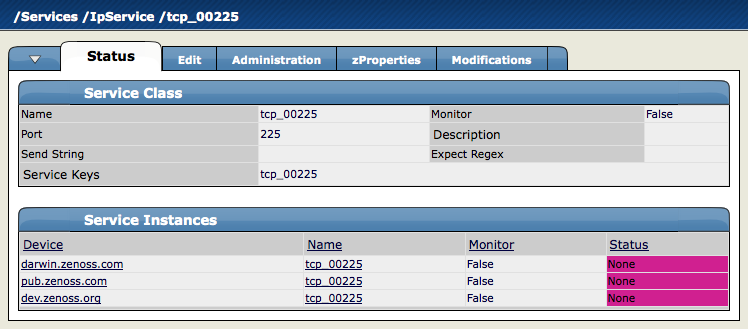 /Services /IpService /tcp_00225
Status Edit Administration zProperties Modifications
Service Class
Name tcp_00225 Monitor False
Port 225 Description
Send String Expect Regex
Service Keys tcp_00225
Service Instances
Device Name Monitor Status
darwin.zenoss.com tcp_00225 False None
pub.zenoss.com tcp_00225 False None
dev.zenoss.org tcp_00225 False None